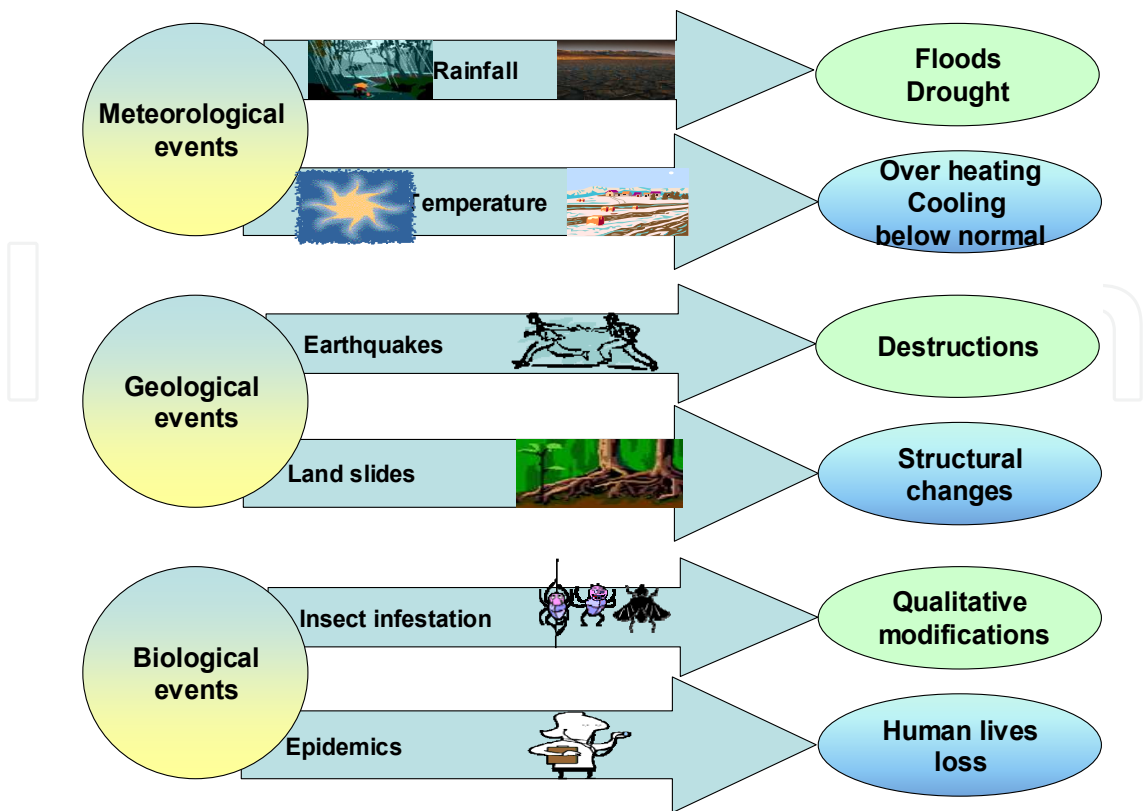 Rainfall
Floods
Drought
Meteorological
events
Temperature
Over heating
Cooling
below normal
Earthquakes
Destructions
Geological
events
Land slides
Structural
changes
Insect infestation
Qualitative
modifications
Biological
events
Epidemics
Human lives
loss